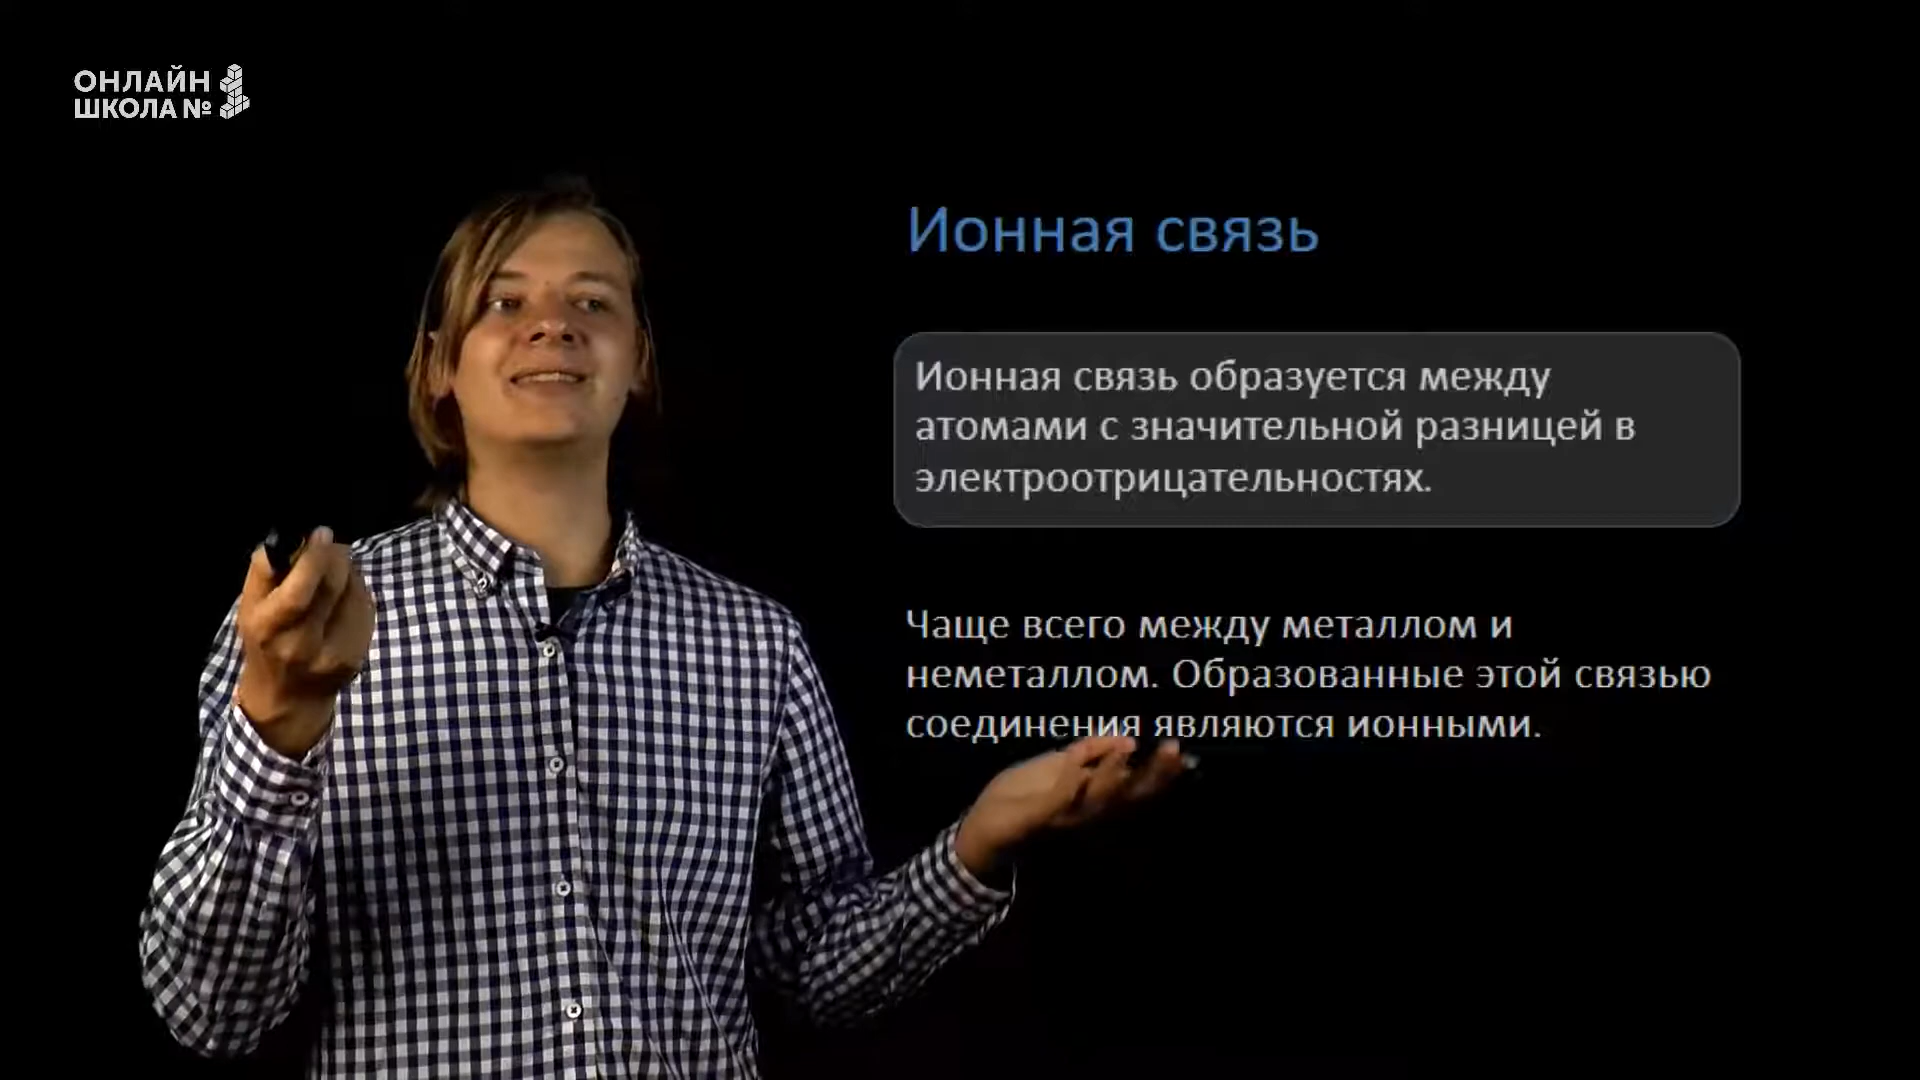 ОНЛАЙН
ШКОЛА №1
Ионная связь
Ионная связь образуется между
атомами с значительной разницей в
электроотрицательностях.
Чаще всего между металлом и
неметаллом. Образованные этой связью
соединения являются ионными.